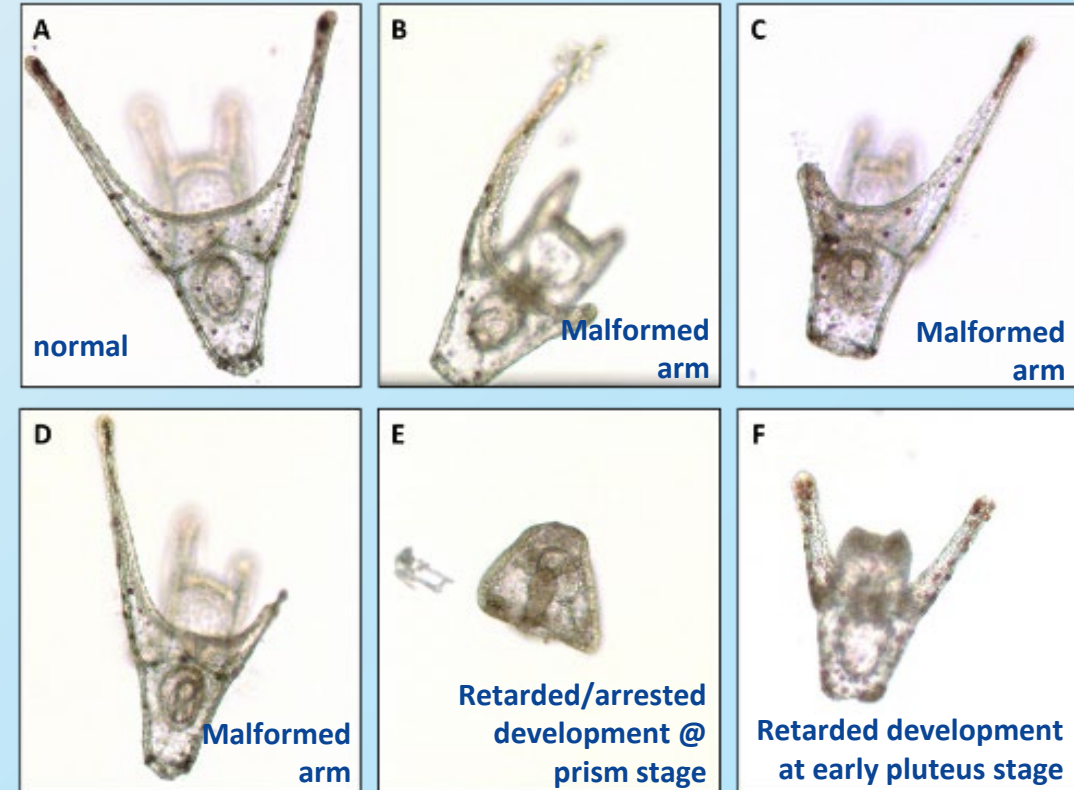 A
normal
B
Malformed
arm
C
Malformed
arm
D
Malformed
arm
E
Retarded/arrested
development @
prism stage
F
Retarded development
at early pluteus stage